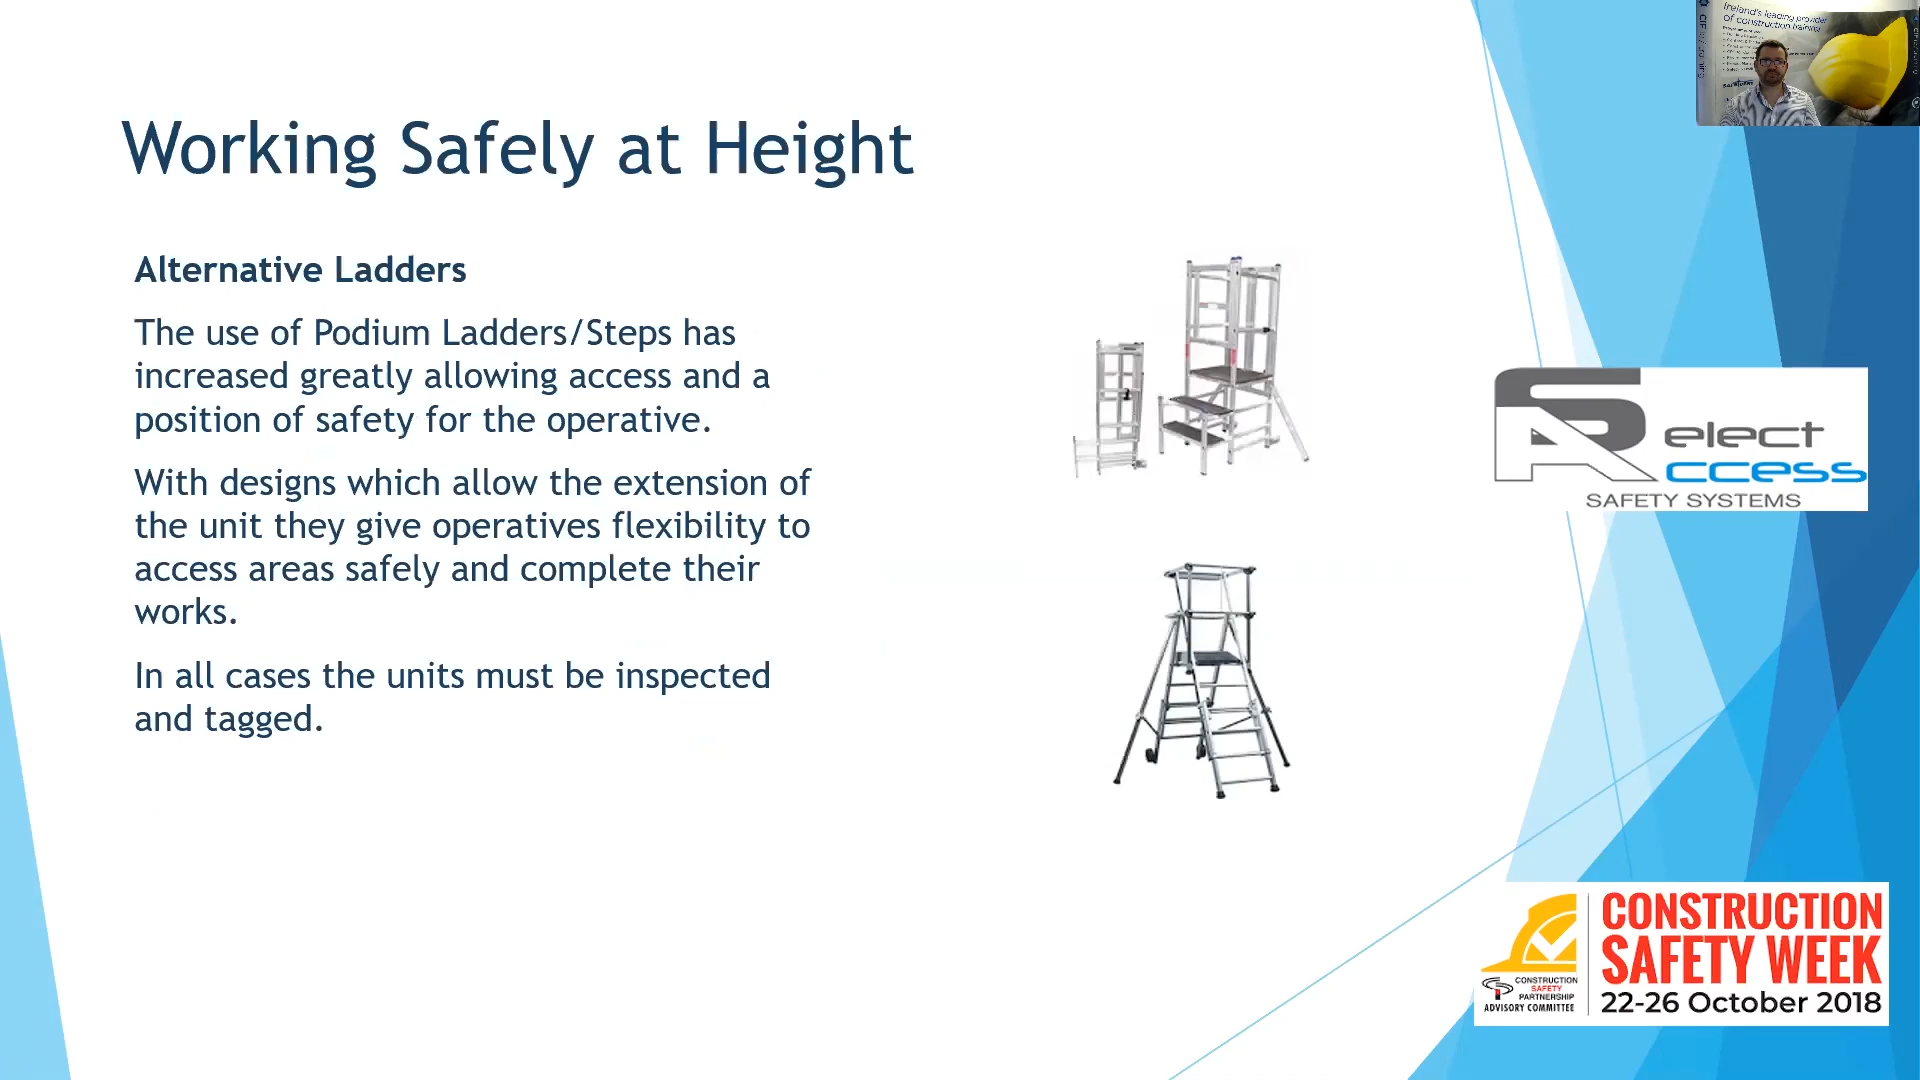 Ireland's leading provider
of construction training
Working Safely at Height
Alternative Ladders
The use of Podium Ladders/Steps has
increased greatly allowing access and a
position of safety for the operative.
With designs which allow the extension of
the unit they give operatives flexibility to
access areas safely and complete their
works.
In all cases the units must be inspected
and tagged.
Select
Access
SAFETY SYSTEMS
CONSTRUCTION
SAFETY WEEK
22-26 October 2018
CONSTRUCTION
SAFETY
PARTNERSHIP
ADVISORY COMMITTEE